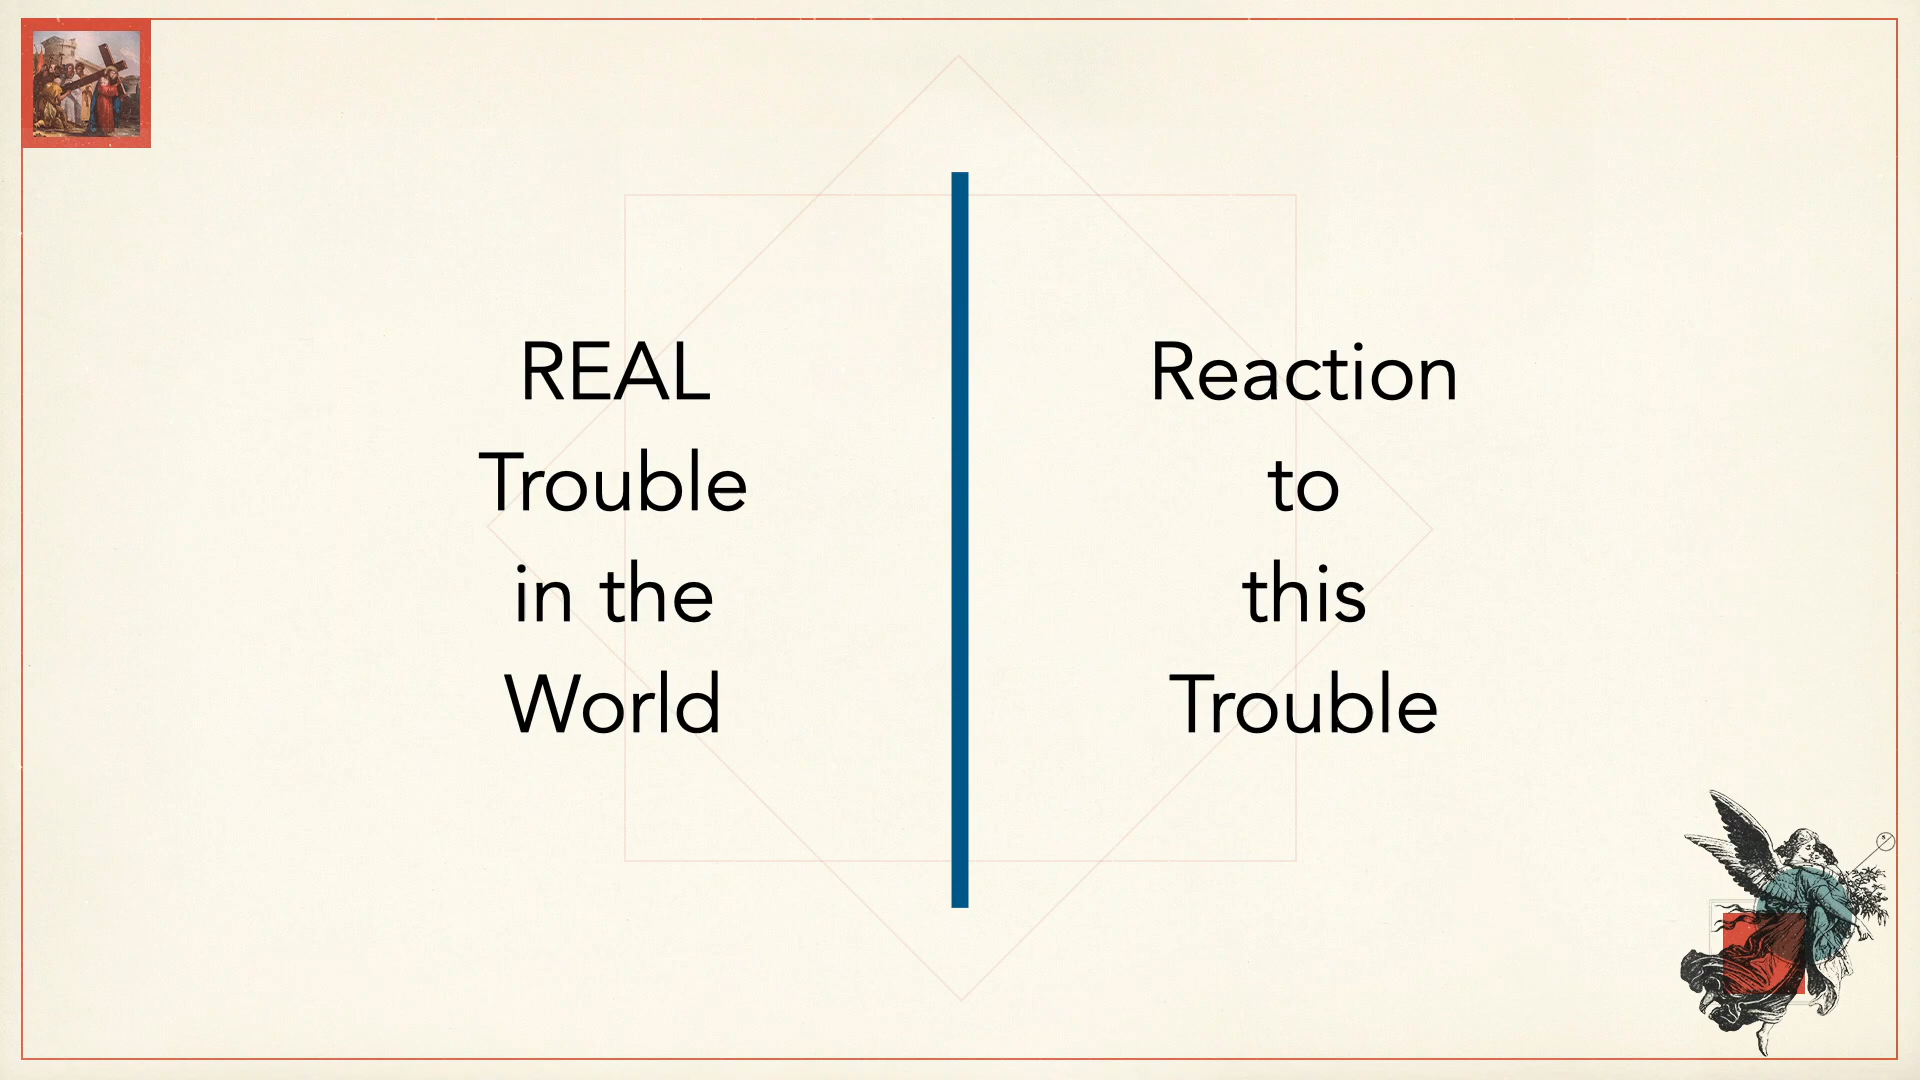 REAL
Trouble
in the
World
Reaction
to
this
Trouble